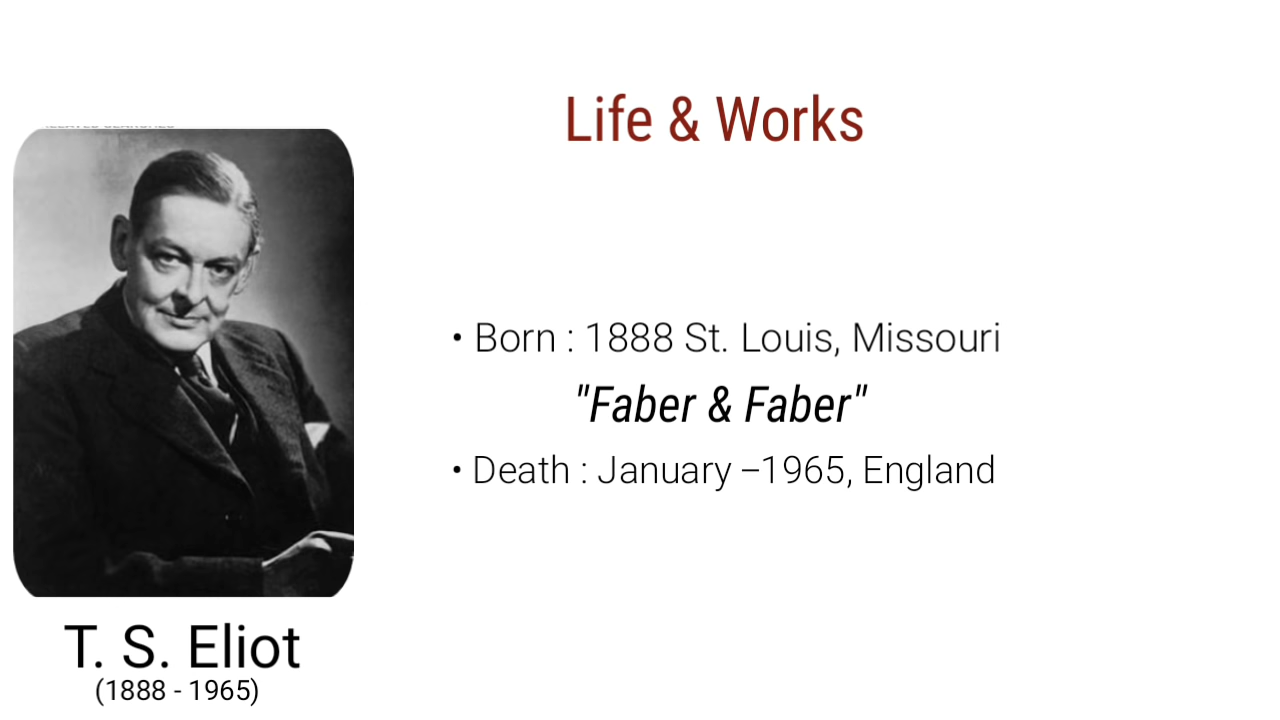 Life & Works
• Born : 1888 St. Louis, Missouri
"Faber & Faber"
• Death : January –1965, England
T. S. Eliot
(1888 - 1965)